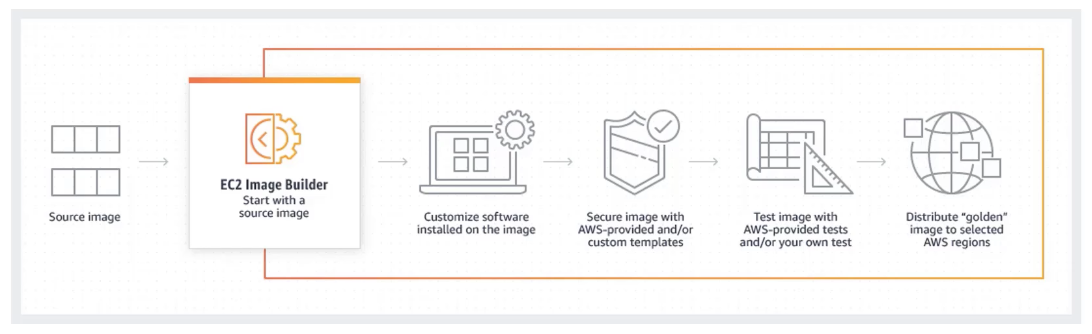 Source image
EC2 Image Builder
Start with a
source image
Customize software
installed on the image
Secure image with
AWS-provided and/or
custom templates
Test image with
AWS-provided tests
and/or your own test
Distribute “golden”
image to selected
AWS regions